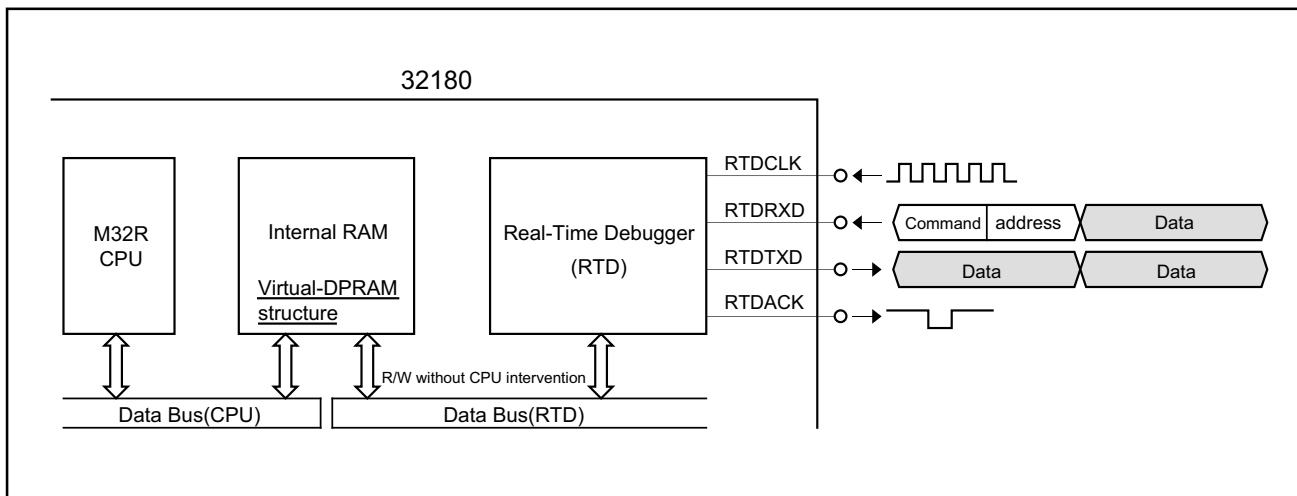 32180
M32R
CPU
Internal RAM
Virtual-DPRAM
structure
Real-Time Debugger
(RTD)
RTDCLK
RTDRXD
RTDTXD
RTDACK
Command
address
Data
Data
Data
R/W without CPU intervention
Data Bus(CPU)
Data Bus(RTD)